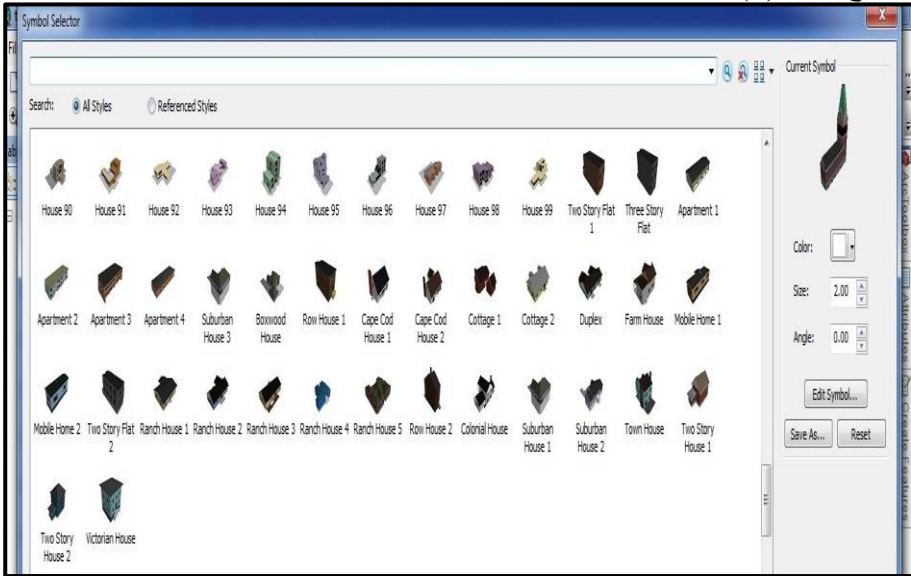 Symbol Selector
Current Symbol
Search: All Styles Referenced Styles
House 90 House 91 House 92 House 93 House 94 House 95 House 96 House 97 House 98 House 99 Two Story Flat 1 Three Story Flat Apartment 1
Apartment 2 Apartment 3 Apartment 4 Suburban House 3 Boxwood House Row House 1 Cape Cod House 1 Cape Cod House 2 Cottage 1 Cottage 2 Duplex Farm House Mobile Home 1
Mobile Home 2 Two Story Flat 2 Ranch House 1 Ranch House 2 Ranch House 3 Ranch House 4 Ranch House 5 Row House 2 Colonial House Suburban House 1 Suburban House 2 Town House Two Story House 1
Two Story House 2 Victorian House
Color:
Size: 2.00
Angle: 0.00
Edit Symbol...
Save As... Reset
ArcToolbox
Attributes
Create Features